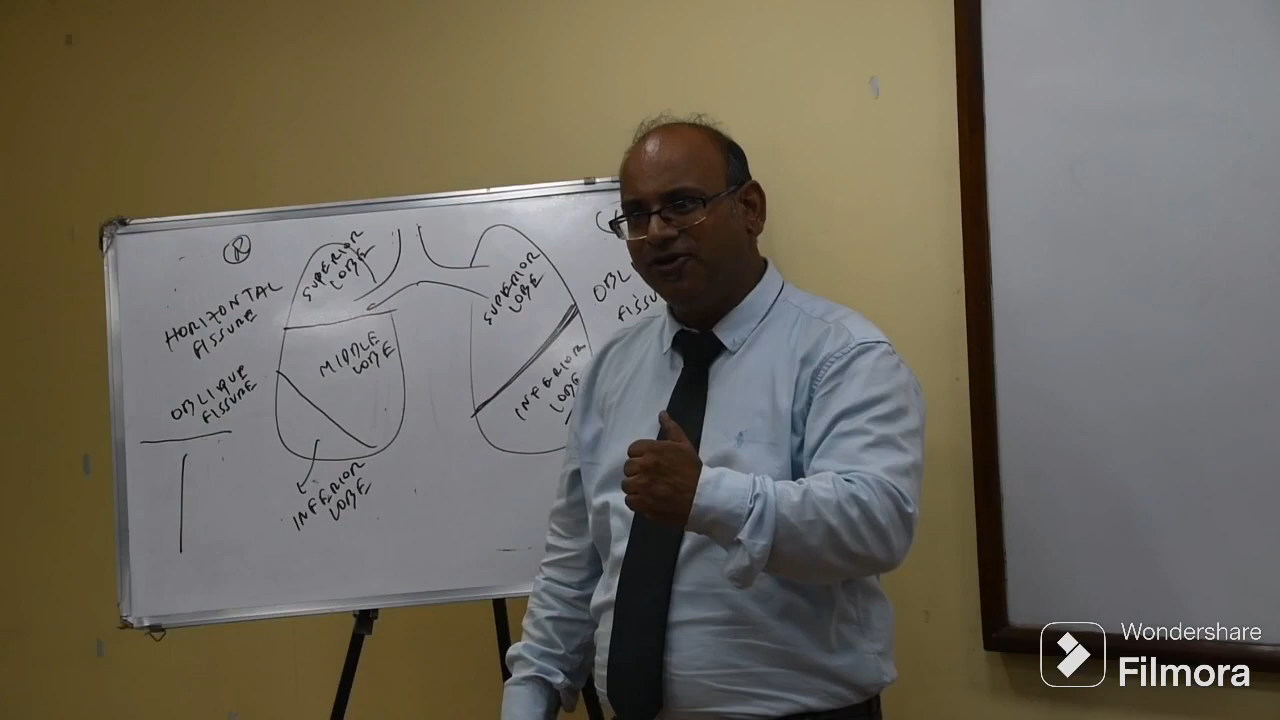 R
SUPERIOR
LOBE
HORIZONTAL
FISSURE
MIDDLE
LOBE
OBLIQUE
FISSURE
INFERIOR
LOBE
SUPERIOR
LOBE
OBL
FISSU
INFERIOR
LOBE
Wondershare
Filmora